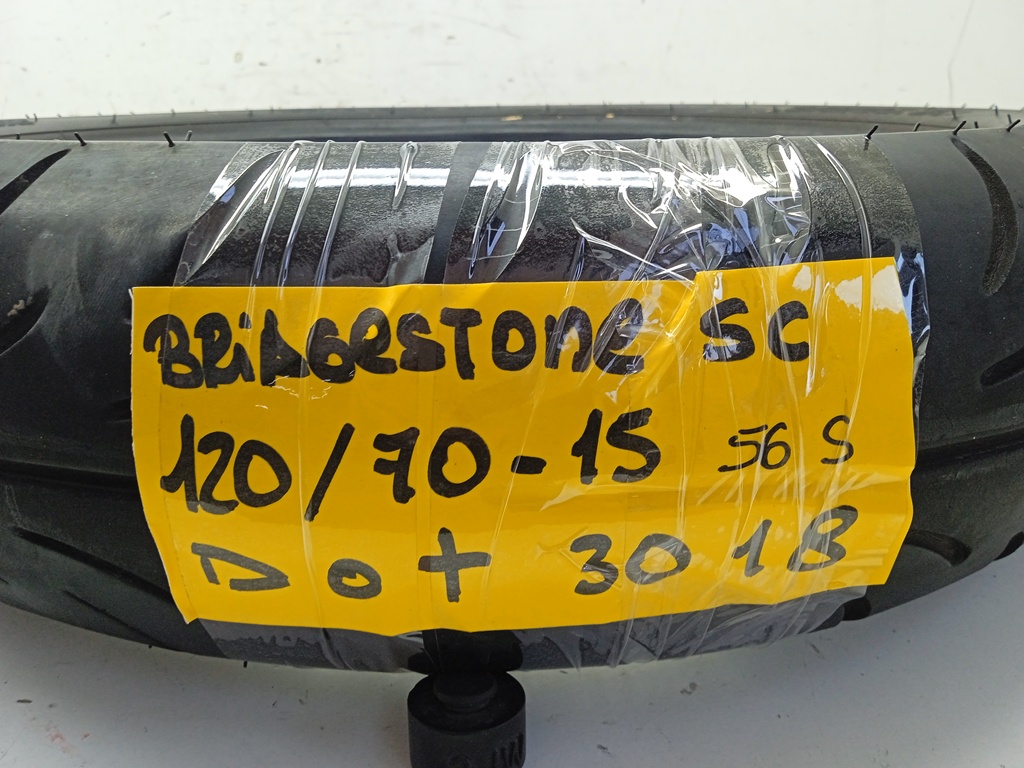 BRiDGeSTOne SC
120/70-15 56 S
Dot 3018